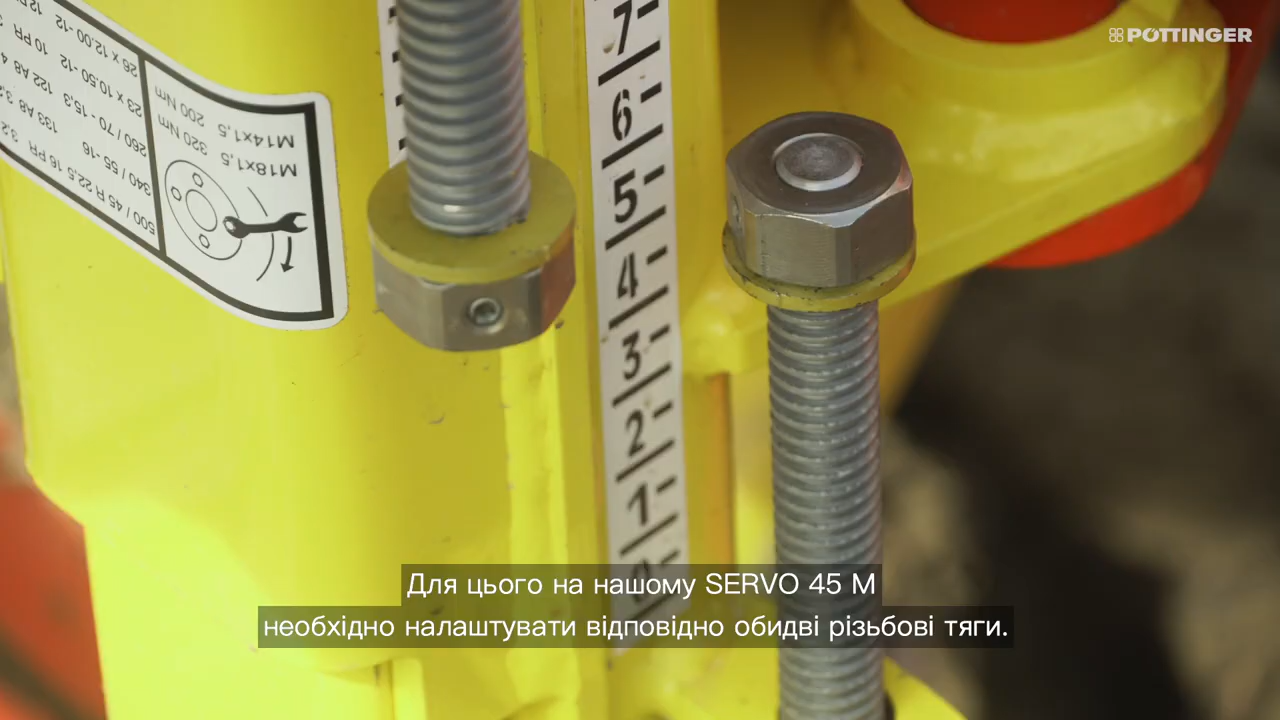 PÖTTINGER
7
6
5
4
3
2
1
0
M18x1,5 320 Nm
M14x1,5 200 Nm
500 / 45 R 22,5 16 PR
340 / 55 -16
260 / 70 - 15,3
23 x 10.50 -12
26 x 12.00 -12
Для цього на нашому SERVO 45 M
необхідно налаштувати відповідно обидві різьбові тяги.